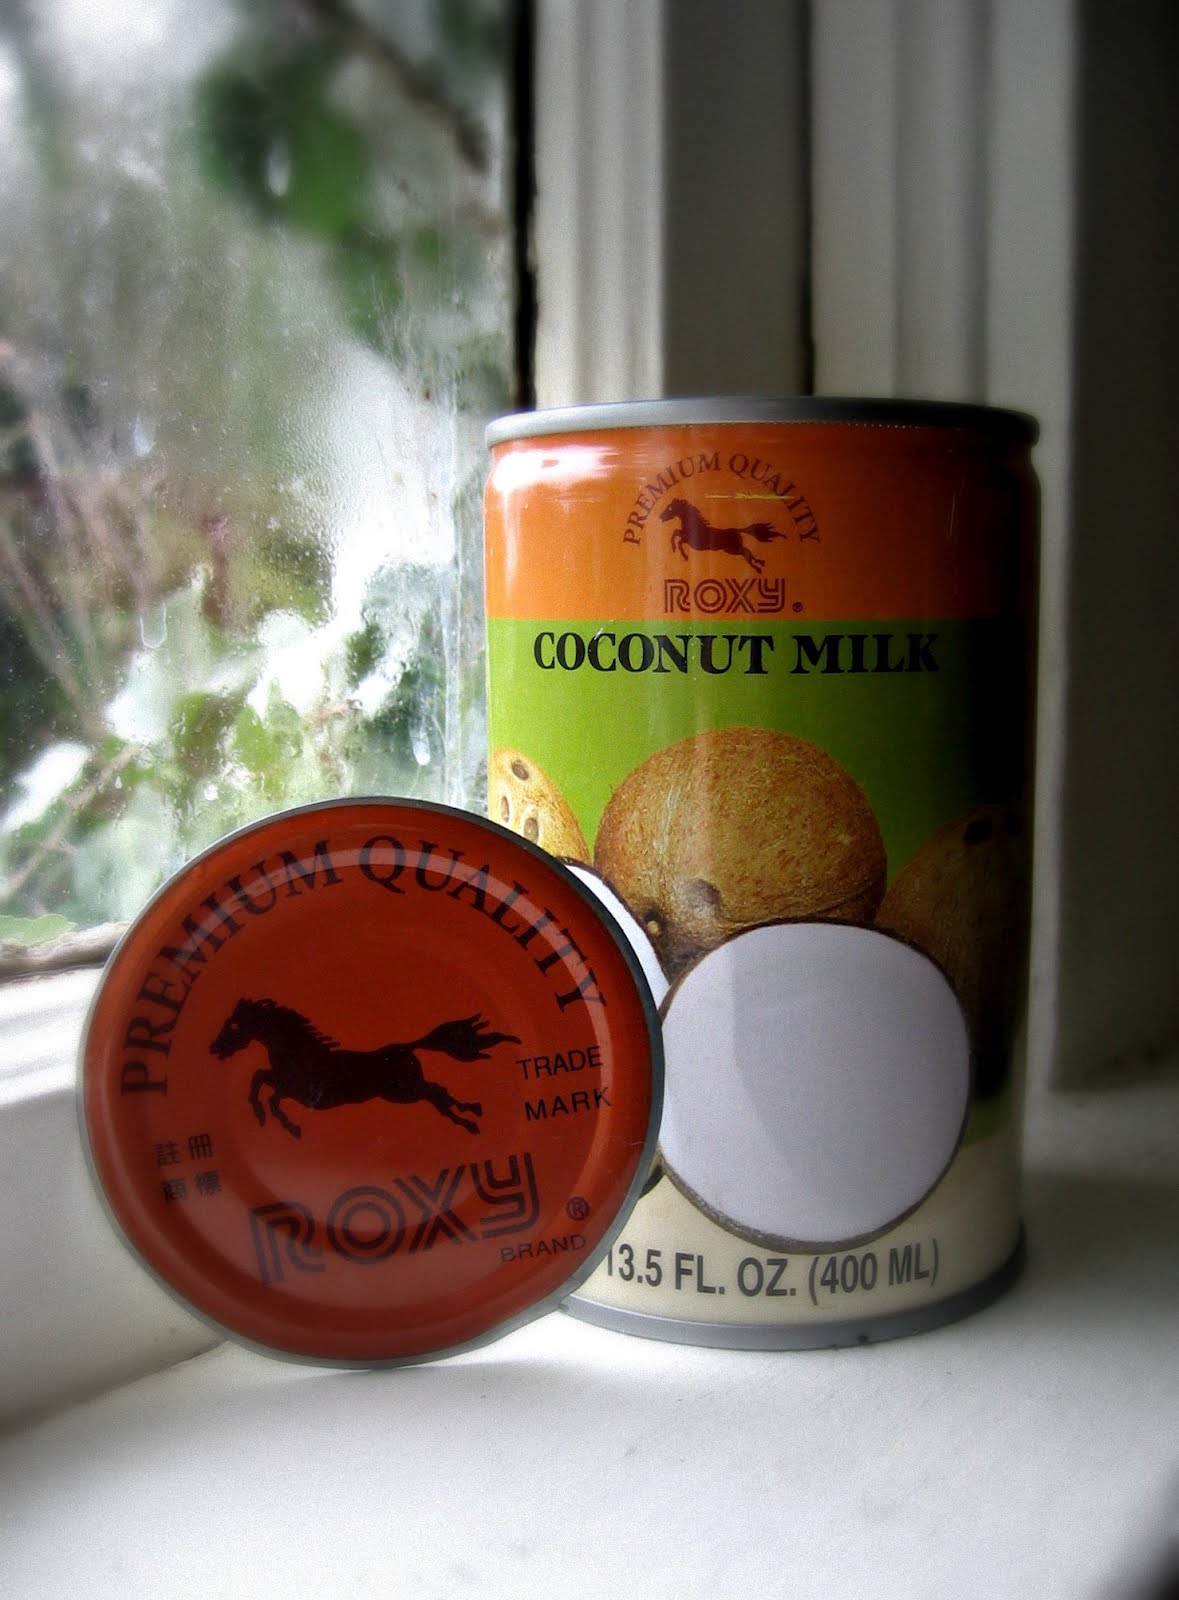 PREMIUM QUALITY
ROXY®
COCONUT MILK
13.5 FL. OZ. (400 ML)
PREMIUM QUALITY
TRADE
MARK
註冊
商標
ROXY®
BRAND